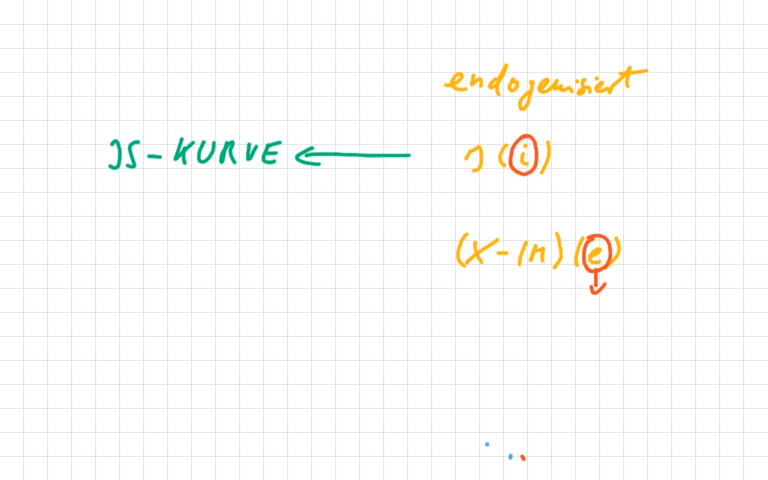 endogenisiert
IS-KURVE ← I(i)
(X-IM)(e)